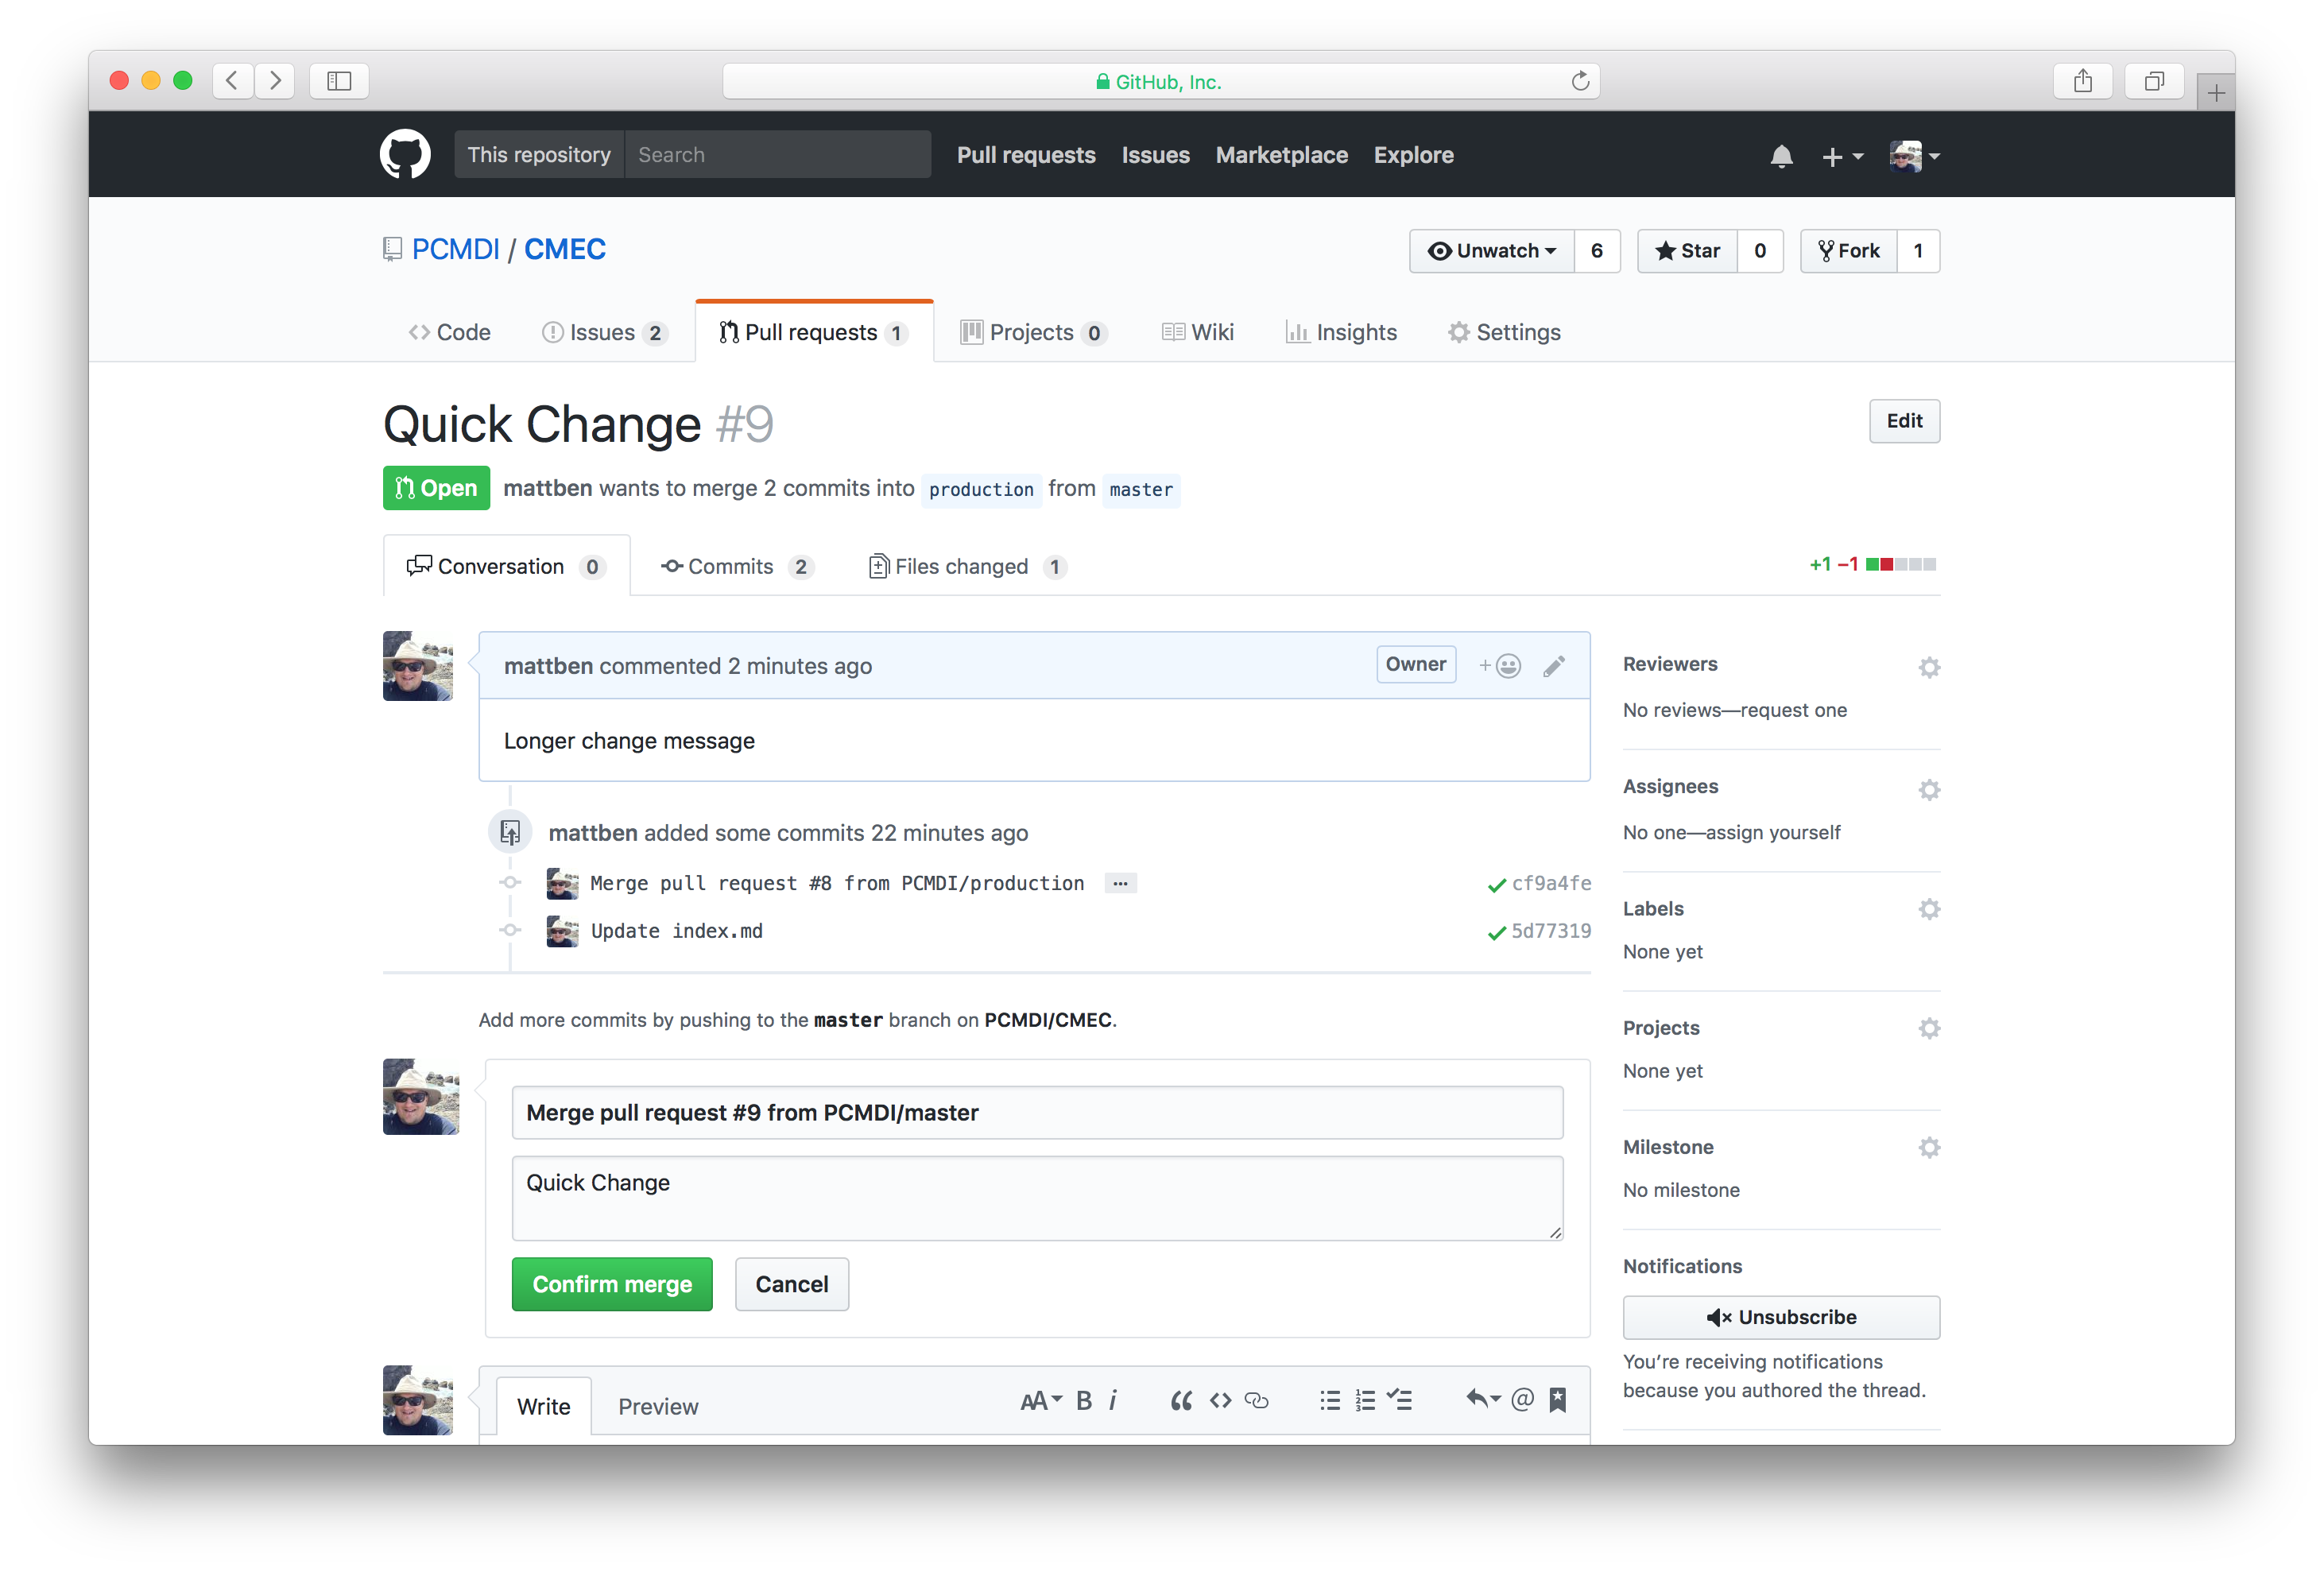 GitHub, Inc.
This repository Search Pull requests Issues Marketplace Explore
PCMDI / CMEC
Unwatch 6 Star 0 Fork 1
Code Issues 2 Pull requests 1 Projects 0 Wiki Insights Settings
Quick Change #9
Edit
Open mattben wants to merge 2 commits into production from master
Conversation 0 Commits 2 Files changed 1 +1 −1
mattben commented 2 minutes ago Owner
Longer change message
mattben added some commits 22 minutes ago
Merge pull request #8 from PCMDI/production ... cf9a4fe
Update index.md 5d77319
Add more commits by pushing to the master branch on PCMDI/CMEC.
Merge pull request #9 from PCMDI/master
Quick Change
Confirm merge Cancel
Write Preview
AA B i
Reviewers
No reviews—request one
Assignees
No one—assign yourself
Labels
None yet
Projects
None yet
Milestone
No milestone
Notifications
Unsubscribe
You’re receiving notifications
because you authored the thread.